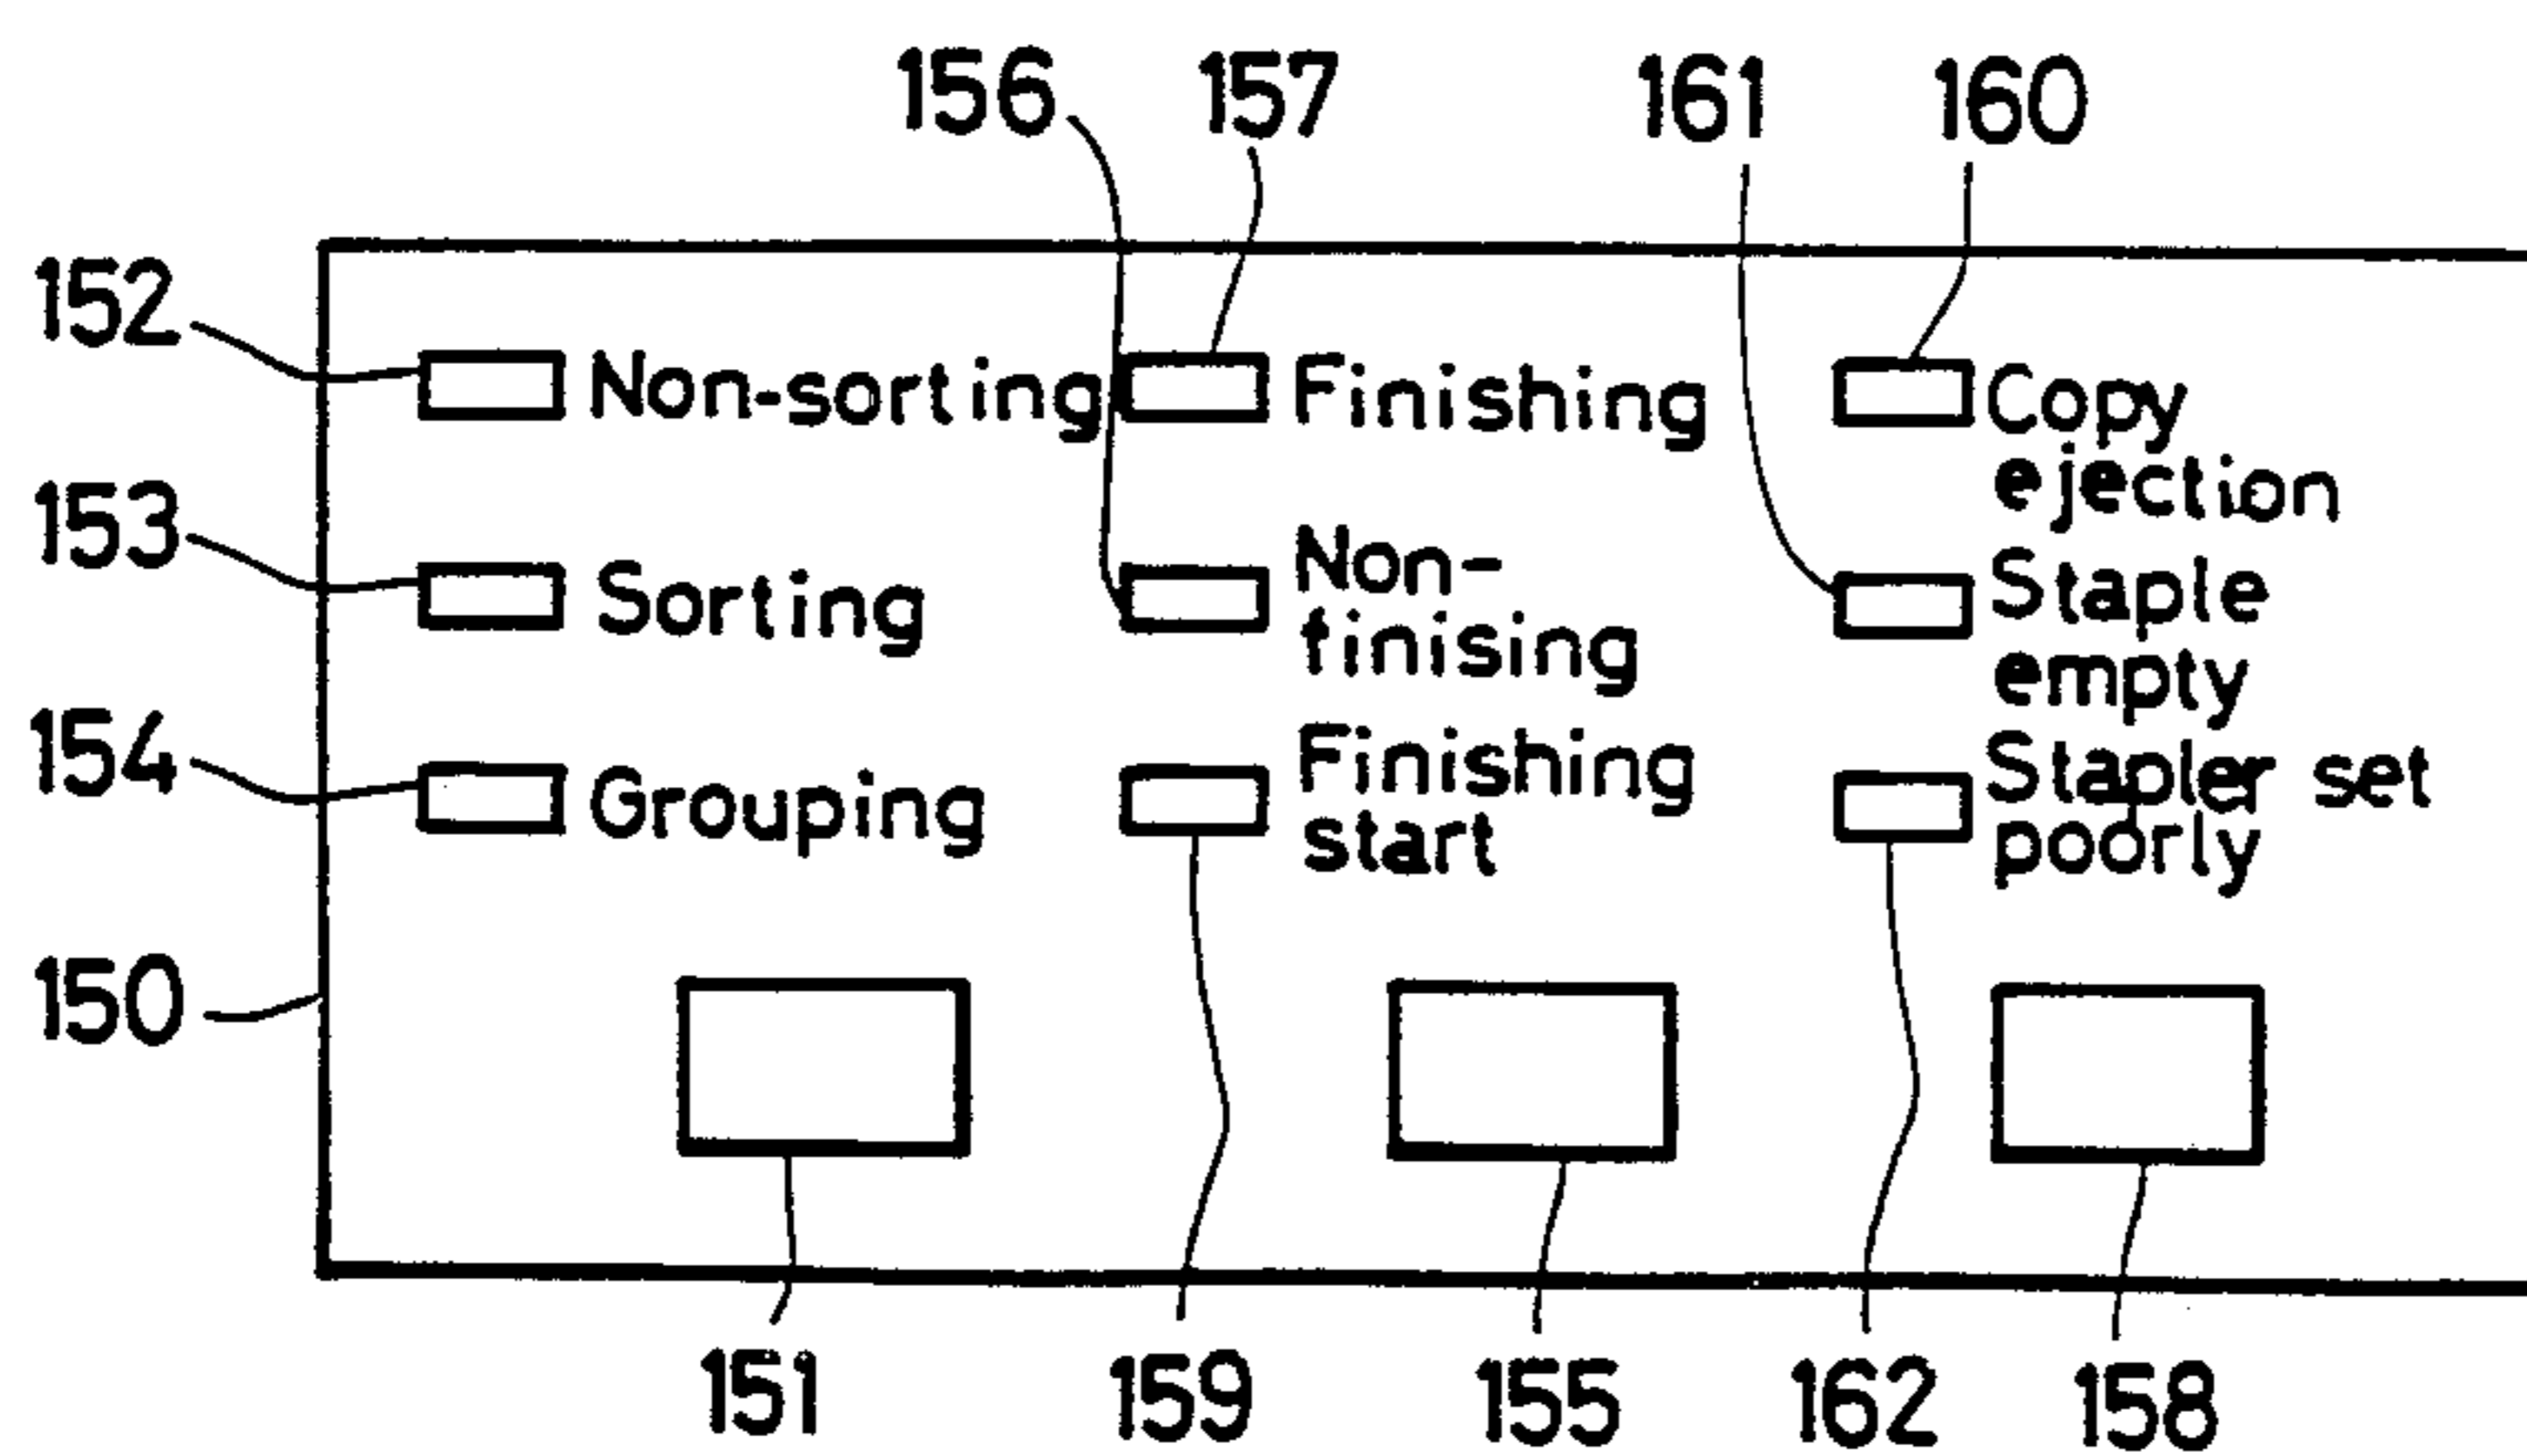 156 157 161 160
152
Non-sorting Finishing Copy
ejection
153
Sorting Non-
finising Staple
empty
154
Grouping Finishing
start Stapler set
poorly
150
151 159 155 162 158